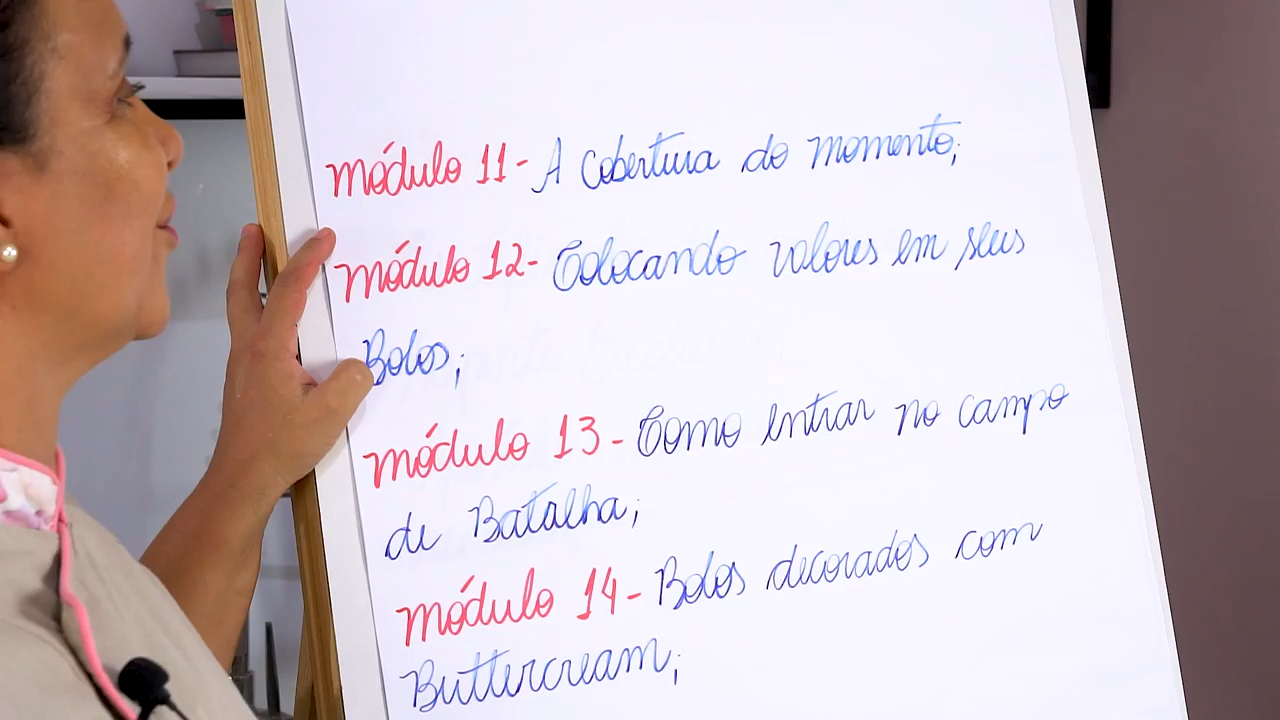 Módulo 11 - A Cobertura do momento;
Módulo 12 - Colocando valores em seus
Bolos;
Módulo 13 - Como entrar no campo
de Batalha;
Módulo 14 - Bolos decorados com
Buttercream;